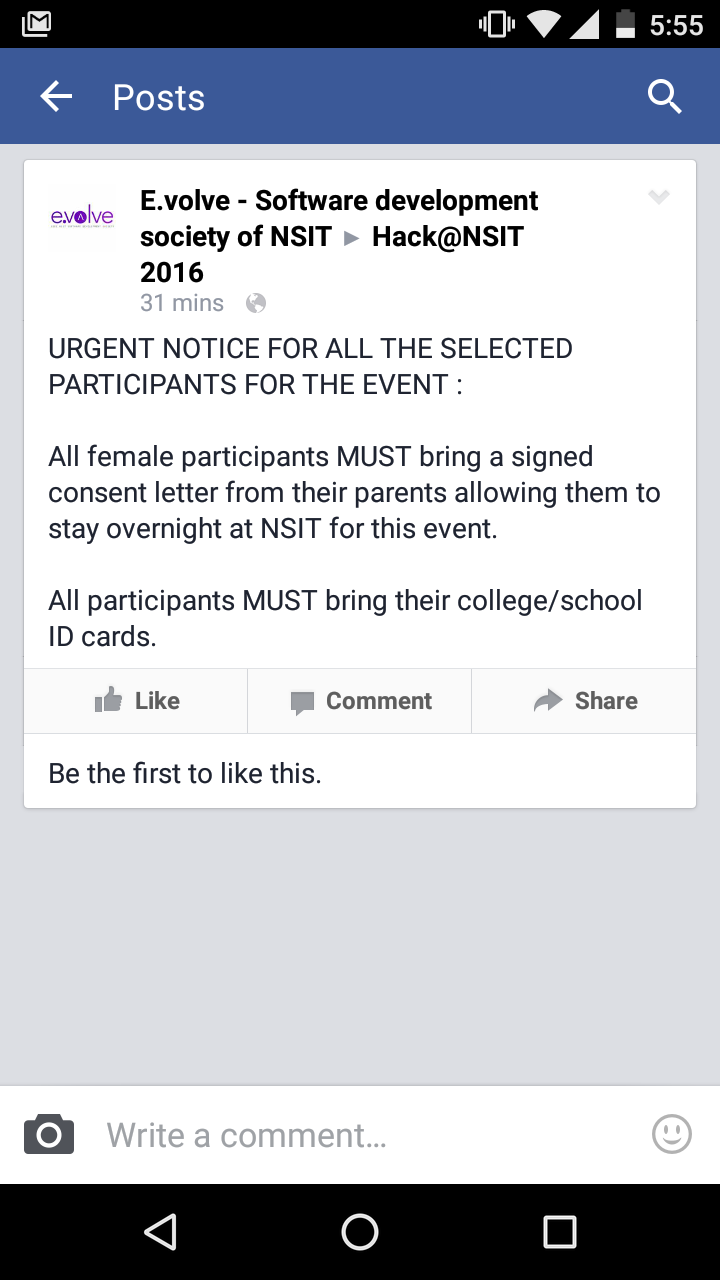 5:55
Posts
e.volve
E.volve - Software development
society of NSIT ▶ Hack@NSIT
2016
31 mins
URGENT NOTICE FOR ALL THE SELECTED
PARTICIPANTS FOR THE EVENT :
All female participants MUST bring a signed
consent letter from their parents allowing them to
stay overnight at NSIT for this event.
All participants MUST bring their college/school
ID cards.
Like Comment Share
Be the first to like this.
Write a comment...